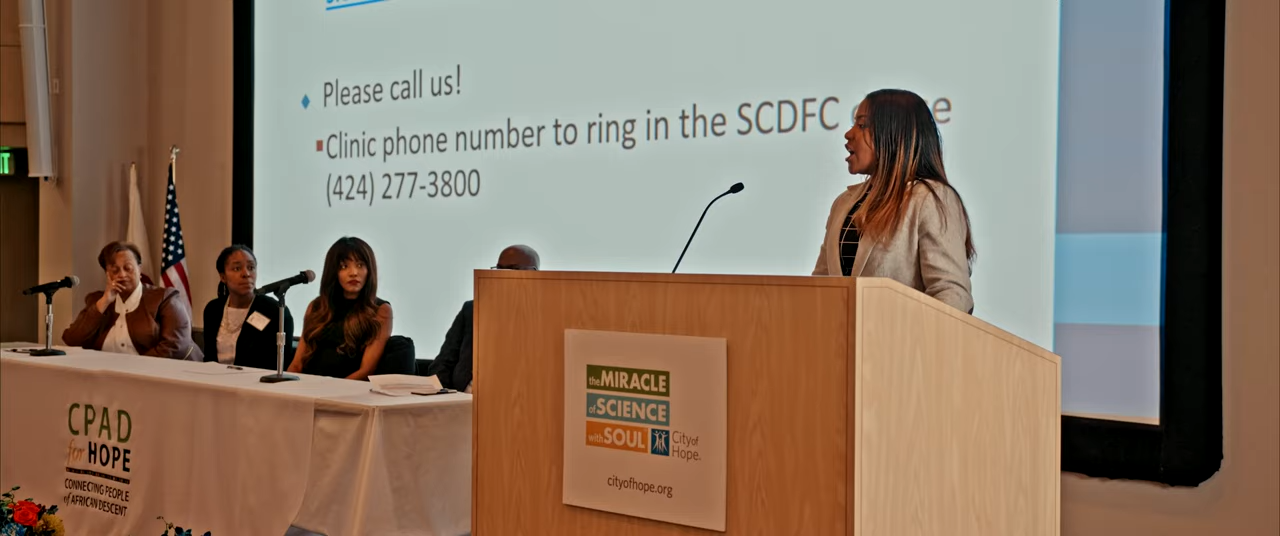 Please call us!
Clinic phone number to ring in the SCDFC
(424) 277-3800
the MIRACLE
of SCIENCE
with SOUL
City of
Hope.
cityofhope.org
CPAD
for HOPE
CONNECTING PEOPLE
of AFRICAN DESCENT